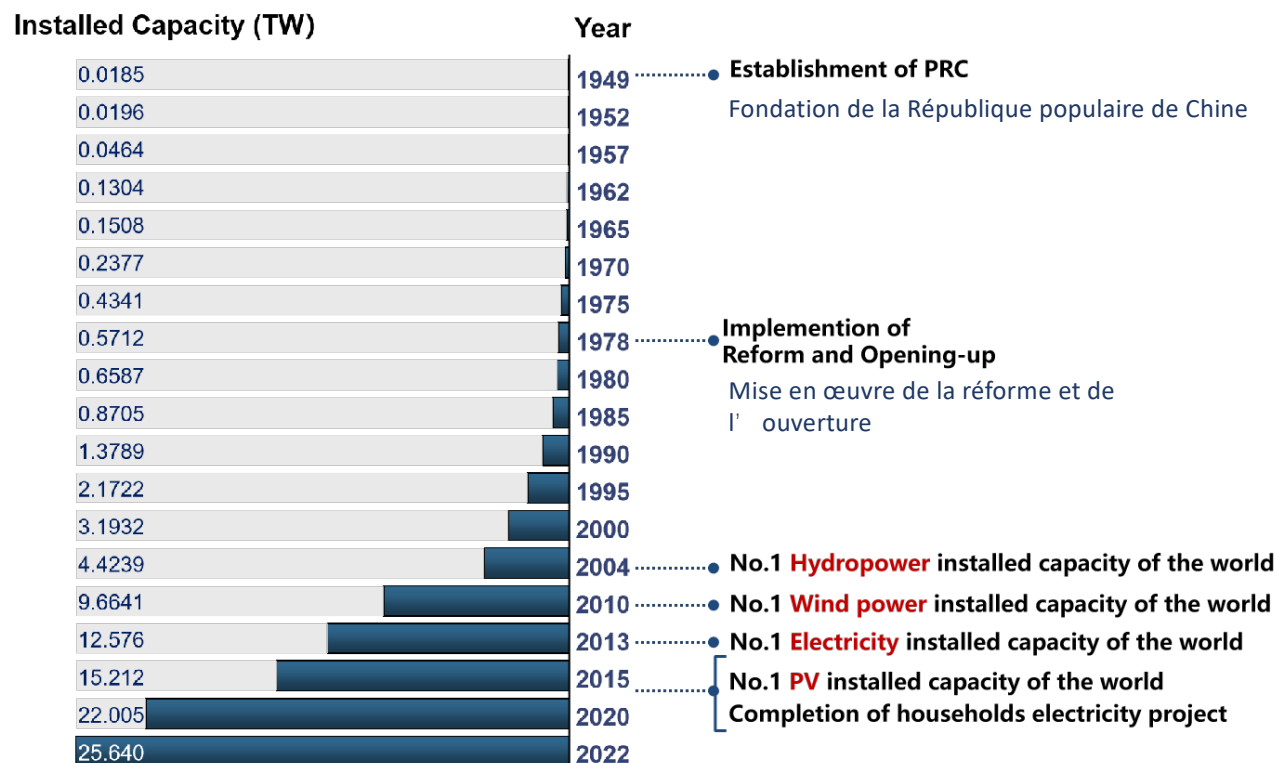 Installed Capacity (TW) Year
0.0185 1949 Establishment of PRC
Fondation de la République populaire de Chine
0.0196 1952
0.0464 1957
0.1304 1962
0.1508 1965
0.2377 1970
0.4341 1975
0.5712 1978 Implemention of
Reform and Opening-up
0.6587 1980
Mise en œuvre de la réforme et de
l’ ouverture
0.8705 1985
1.3789 1990
2.1722 1995
3.1932 2000
4.4239 2004 No.1 Hydropower installed capacity of the world
9.6641 2010 No.1 Wind power installed capacity of the world
12.576 2013 No.1 Electricity installed capacity of the world
15.212 2015 No.1 PV installed capacity of the world
22.005 2020 Completion of households electricity project
25.640 2022